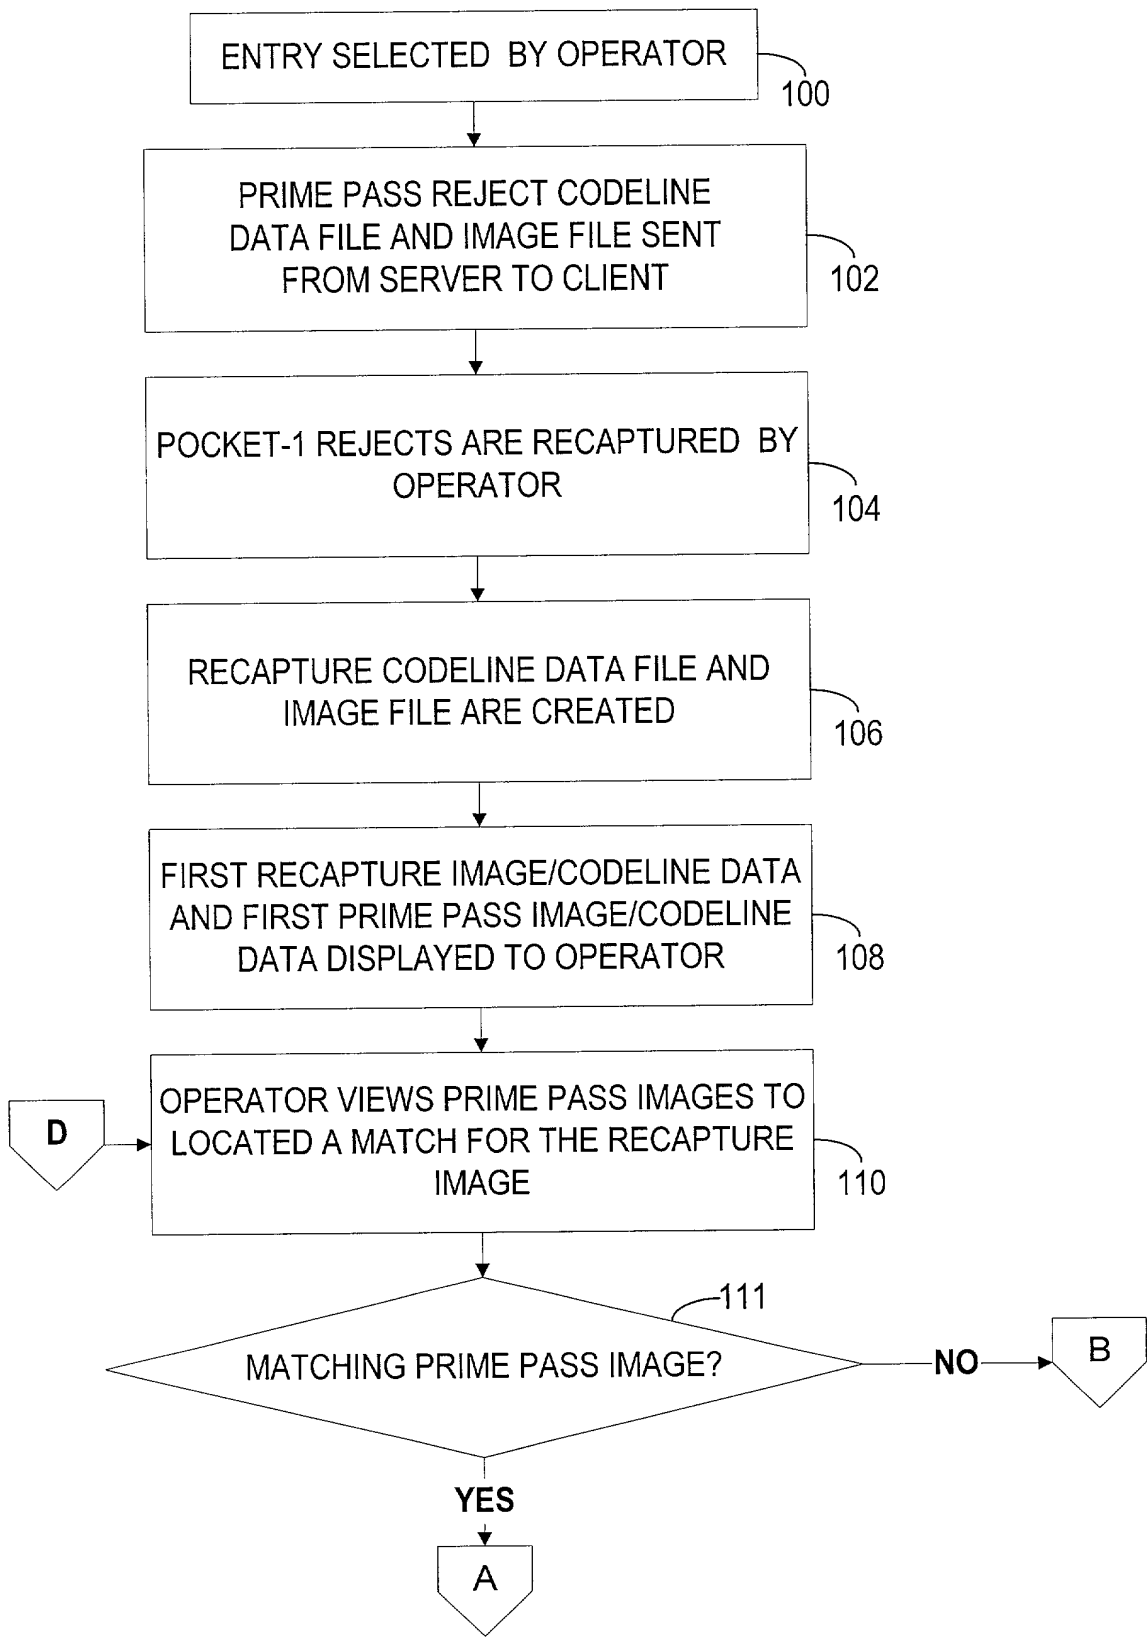 ENTRY SELECTED BY OPERATOR
100
PRIME PASS REJECT CODELINE
DATA FILE AND IMAGE FILE SENT
FROM SERVER TO CLIENT
102
POCKET-1 REJECTS ARE RECAPTURED BY
OPERATOR
104
RECAPTURE CODELINE DATA FILE AND
IMAGE FILE ARE CREATED
106
FIRST RECAPTURE IMAGE/CODELINE DATA
AND FIRST PRIME PASS IMAGE/CODELINE
DATA DISPLAYED TO OPERATOR
108
D
OPERATOR VIEWS PRIME PASS IMAGES TO
LOCATED A MATCH FOR THE RECAPTURE
IMAGE
110
111
MATCHING PRIME PASS IMAGE?
NO
B
YES
A